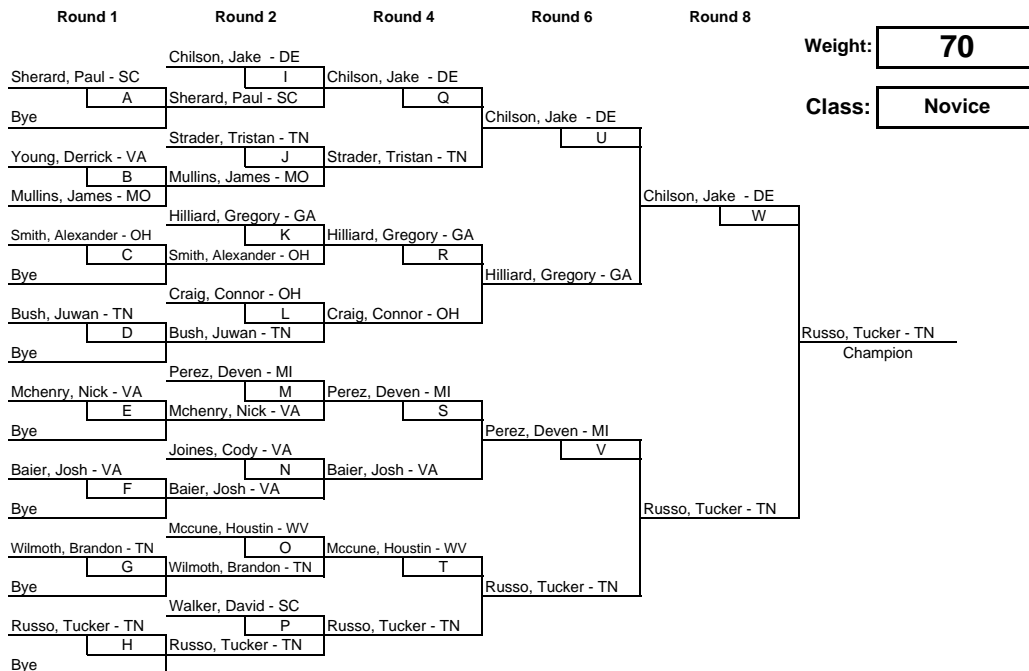 Round 1 Round 2 Round 4 Round 6 Round 8
Weight: 70
Class: Novice
Chilson, Jake - DE
Sherard, Paul - SC
I
Chilson, Jake - DE
A
Sherard, Paul - SC
Q
Bye
Chilson, Jake - DE
Strader, Tristan - TN
U
Young, Derrick - VA
J
Strader, Tristan - TN
B
Mullins, James - MO
Mullins, James - MO
Chilson, Jake - DE
Hilliard, Gregory - GA
W
Smith, Alexander - OH
K
Hilliard, Gregory - GA
C
Smith, Alexander - OH
R
Bye
Hilliard, Gregory - GA
Craig, Connor - OH
Bush, Juwan - TN
L
Craig, Connor - OH
D
Bush, Juwan - TN
Russo, Tucker - TN
Bye
Champion
Perez, Deven - MI
Mchenry, Nick - VA
M
Perez, Deven - MI
E
Mchenry, Nick - VA
S
Bye
Perez, Deven - MI
Joines, Cody - VA
V
Baier, Josh - VA
N
Baier, Josh - VA
F
Baier, Josh - VA
Bye
Russo, Tucker - TN
Mccune, Houstin - WV
Wilmoth, Brandon - TN
O
Mccune, Houstin - WV
G
Wilmoth, Brandon - TN
T
Bye
Russo, Tucker - TN
Walker, David - SC
Russo, Tucker - TN
P
Russo, Tucker - TN
H
Russo, Tucker - TN
Bye